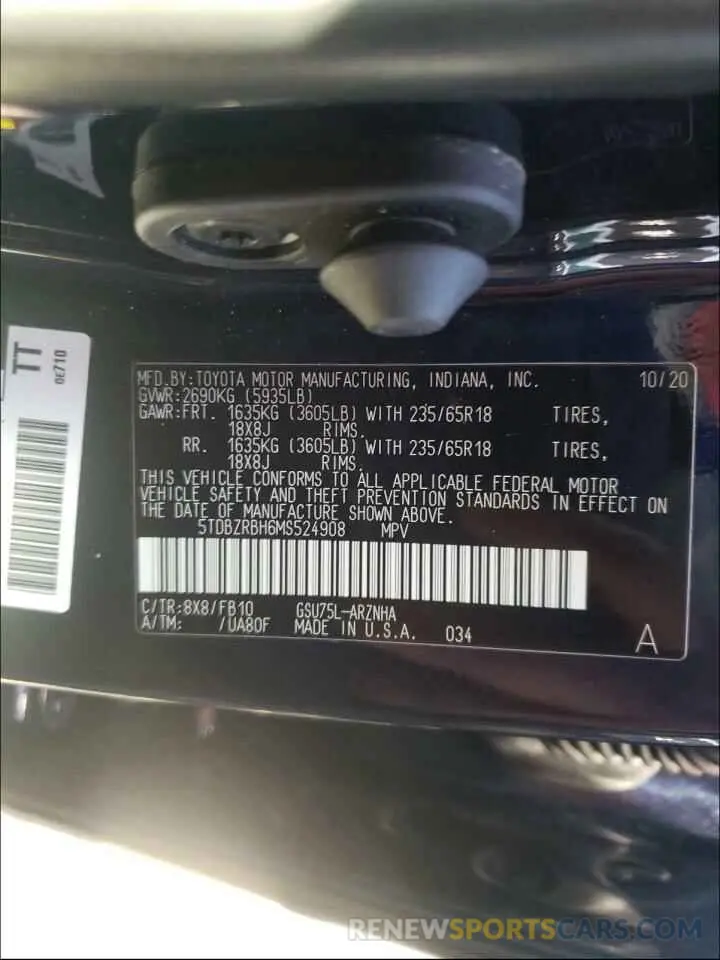 TT
0E710
MFD.BY:TOYOTA MOTOR MANUFACTURING, INDIANA, INC. 10/20
GVWR:2690KG (5935LB)
GAWR:FRT. 1635KG (3605LB) WITH 235/65R18 TIRES,
18X8J RIMS.
RR. 1635KG (3605LB) WITH 235/65R18 TIRES,
18X8J RIMS.
THIS VEHICLE CONFORMS TO ALL APPLICABLE FEDERAL MOTOR
VEHICLE SAFETY AND THEFT PREVENTION STANDARDS IN EFFECT ON
THE DATE OF MANUFACTURE SHOWN ABOVE.
5TDBZRBH6MS524908 MPV
C/TR:8X8/FB10 GSU75L-ARZNHA
A/TM: /UA80F MADE IN U.S.A. 034 A
RENEWSPORTSCARS.COM